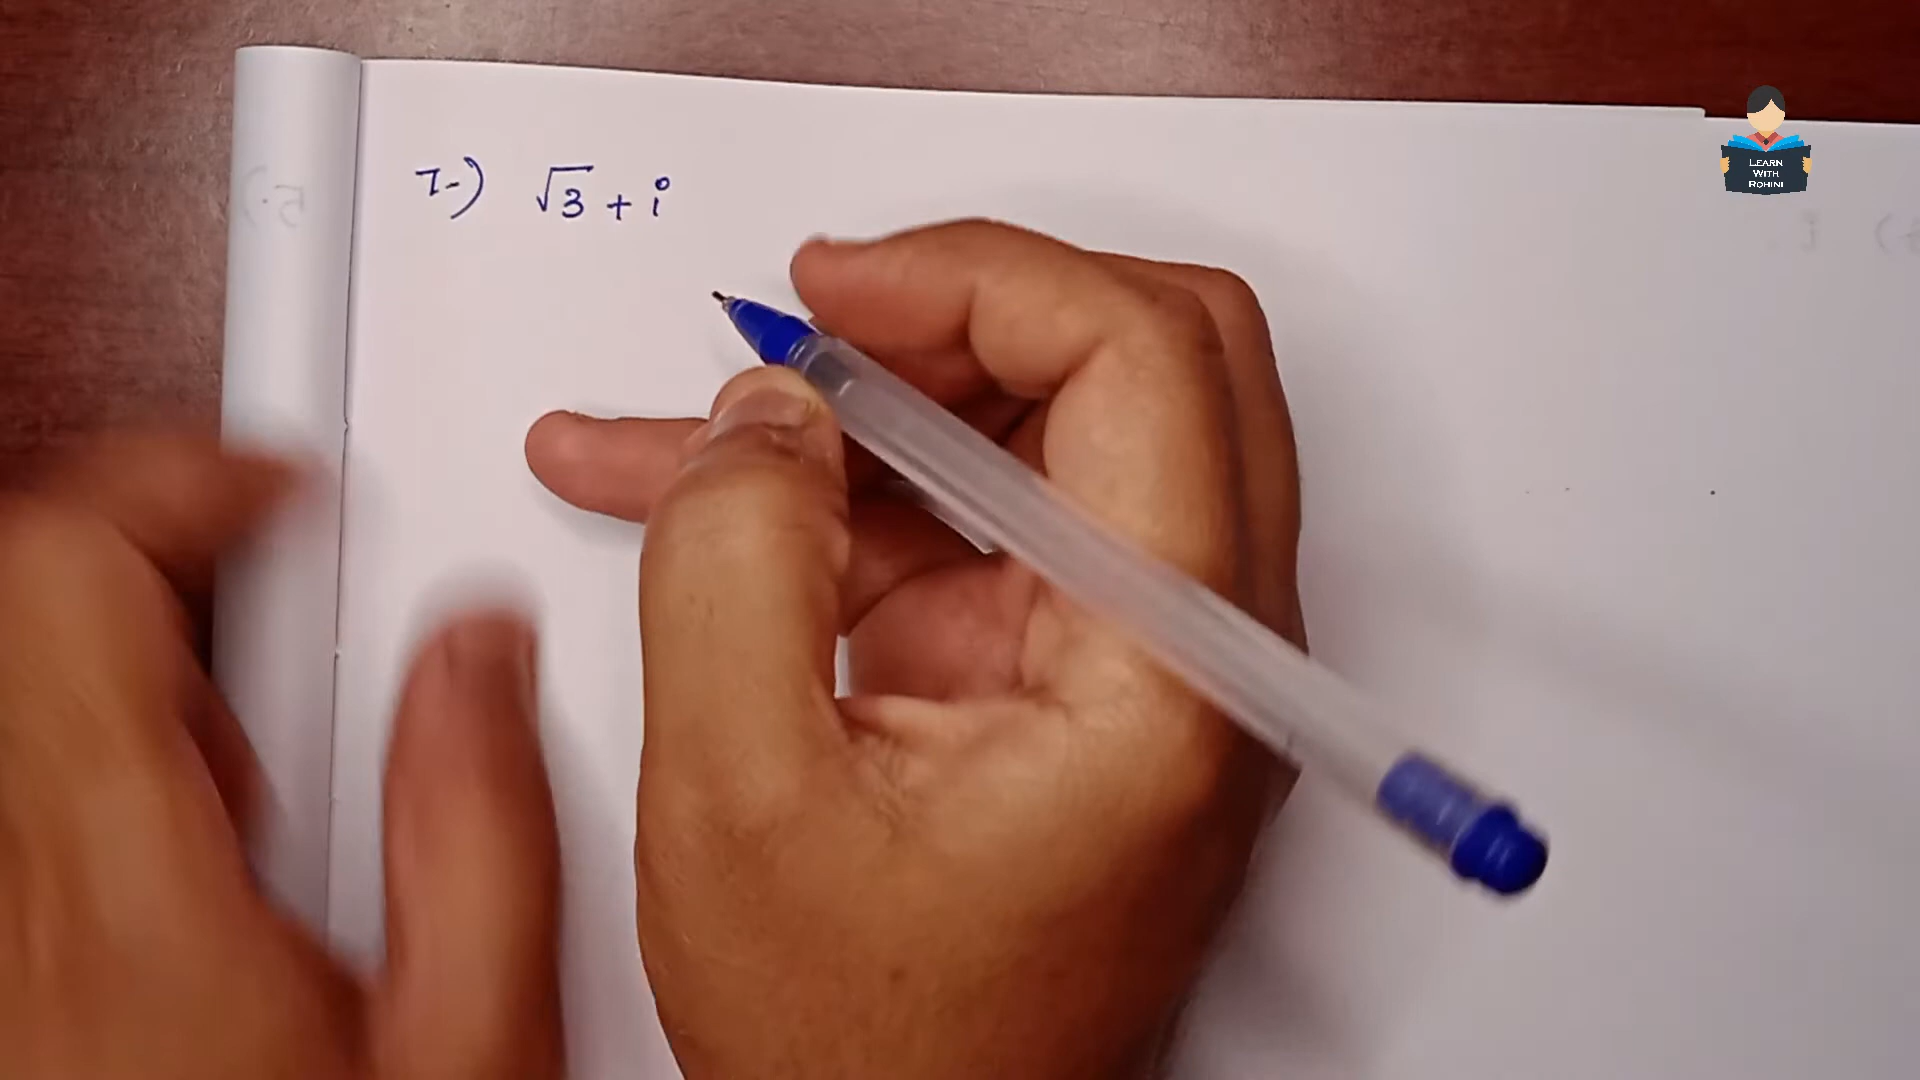 7.) √3 + i
LEARN
WITH
ROHINI